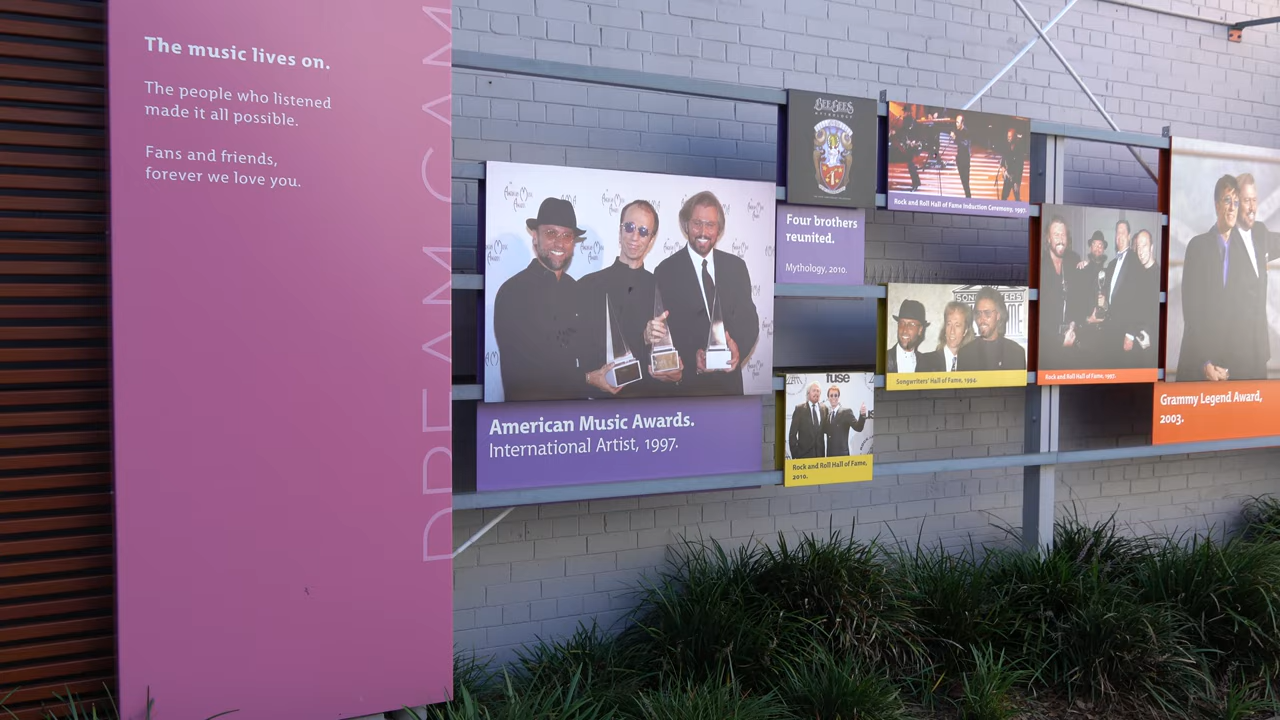 The music lives on.
The people who listened
made it all possible.
Fans and friends,
forever we love you.
DREAM CAM
American Music Awards.
International Artist, 1997.
BEE GEES
MYTHOLOGY
Four brothers
reunited.
Mythology, 2010.
Rock and Roll Hall of Fame Induction Ceremony, 1997.
Songwriters' Hall of Fame, 1994.
fuse
Rock and Roll Hall of Fame,
2010.
Rock and Roll Hall of Fame, 1997.
Grammy Legend Award,
2003.